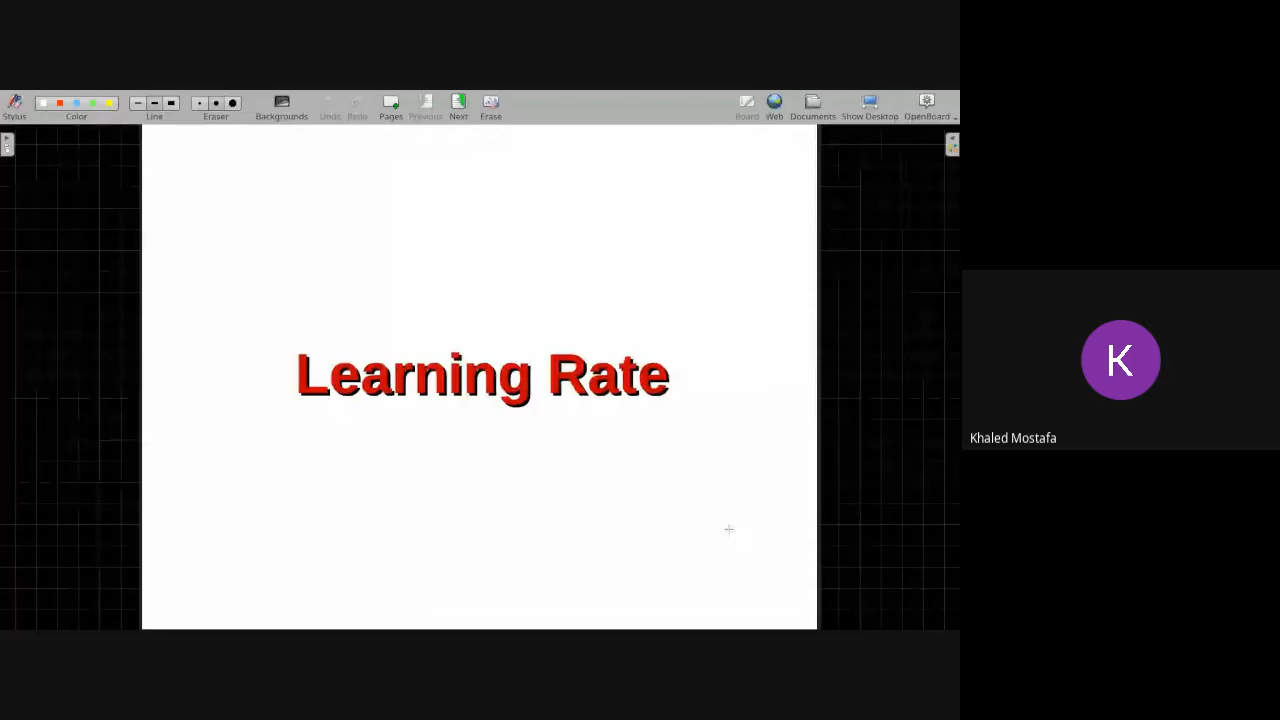 Stylus
Color
Line
Eraser
Backgrounds
Undo
Redo
Pages
Previous
Next
Erase
Board
Web
Documents
Show Desktop
OpenBoard
Learning Rate
K
Khaled Mostafa